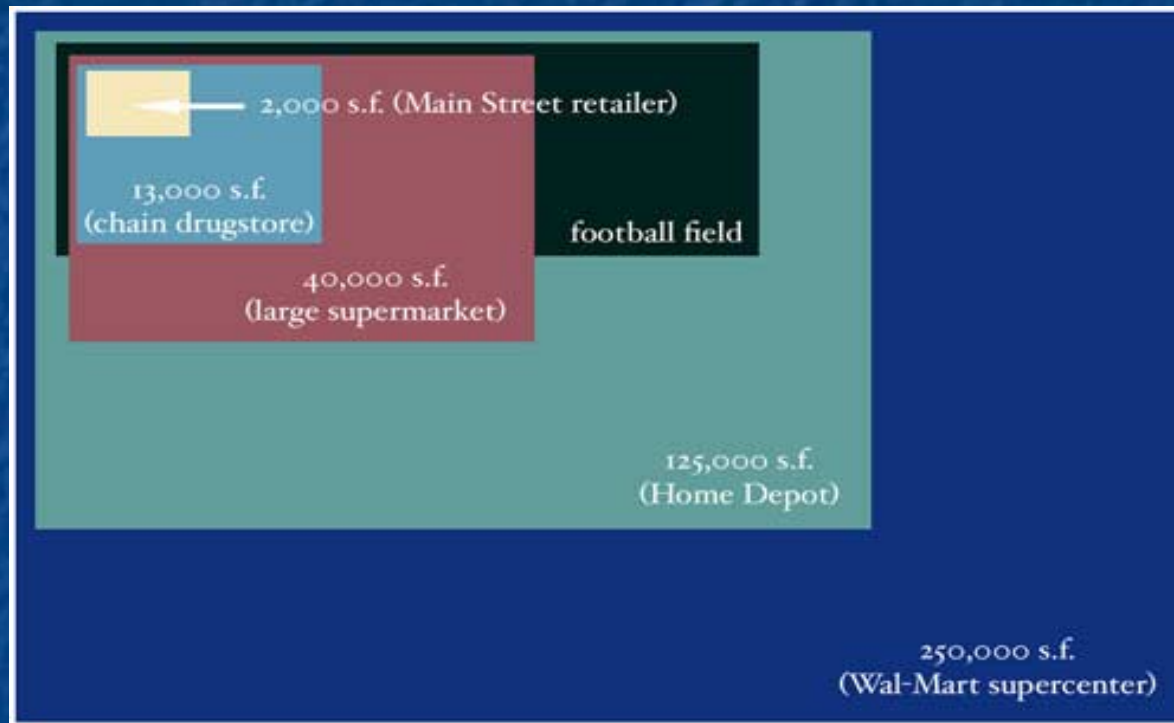 2,000 s.f. (Main Street retailer)
13,000 s.f.
(chain drugstore)
football field
40,000 s.f.
(large supermarket)
125,000 s.f.
(Home Depot)
250,000 s.f.
(Wal-Mart supercenter)